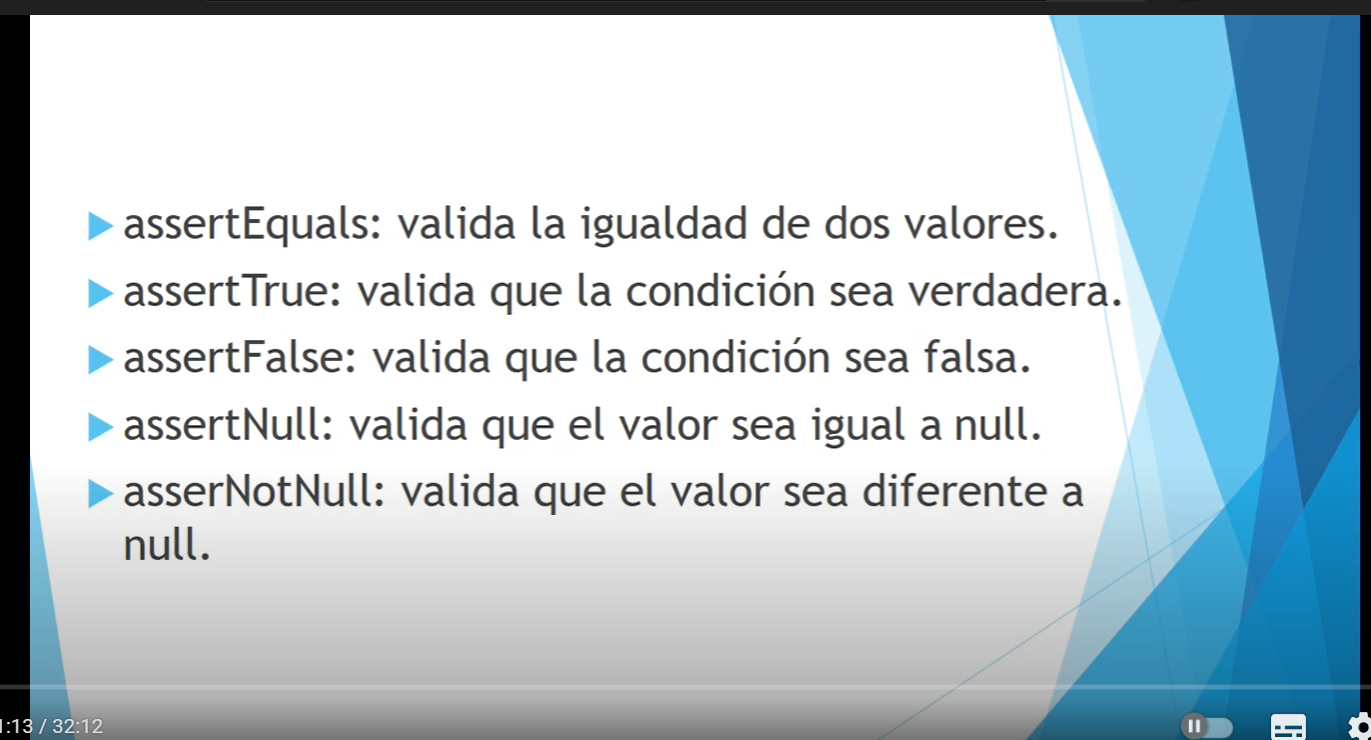 assertEquals: valida la igualdad de dos valores.
assertTrue: valida que la condición sea verdadera.
assertFalse: valida que la condición sea falsa.
assertNull: valida que el valor sea igual a null.
asserNotNull: valida que el valor sea diferente a
null.
1:13 / 32:12